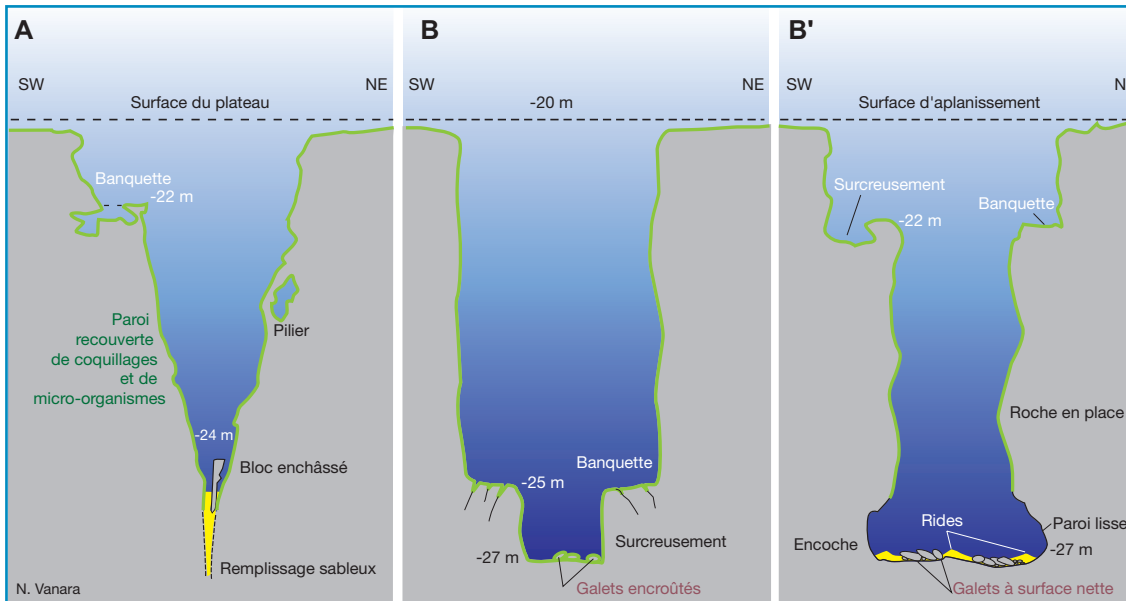 A
SW
NE
Surface du plateau
Banquette
-22 m
Paroi
recouverte
de coquillages
et de
micro-organismes
Pilier
-24 m
Bloc enchâssé
Remplissage sableux
N. Vanara
B
SW
NE
-20 m
Banquette
-25 m
-27 m
Surcreusement
Galets encroûtés
B'
SW
N
Surface d'aplanissement
Surcreusement
-22 m
Banquette
Roche en place
Rides
Paroi lisse
Encoche
-27 m
Galets à surface nette